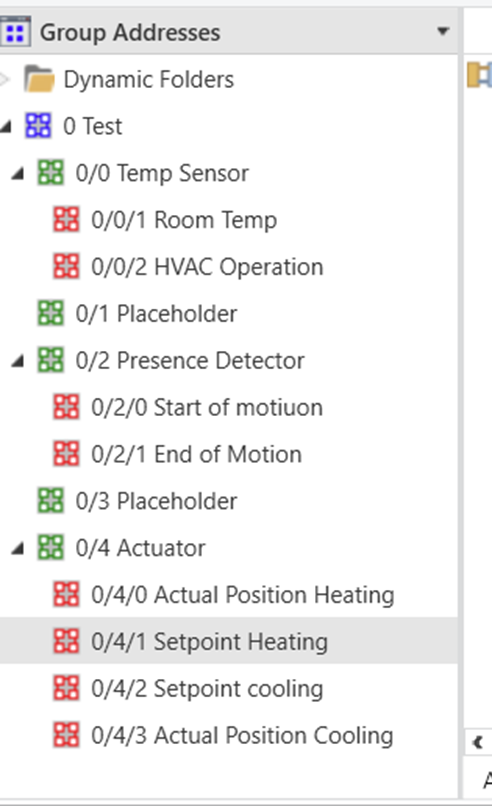 Group Addresses
Dynamic Folders
0 Test
0/0 Temp Sensor
0/0/1 Room Temp
0/0/2 HVAC Operation
0/1 Placeholder
0/2 Presence Detector
0/2/0 Start of motiuon
0/2/1 End of Motion
0/3 Placeholder
0/4 Actuator
0/4/0 Actual Position Heating
0/4/1 Setpoint Heating
0/4/2 Setpoint cooling
0/4/3 Actual Position Cooling